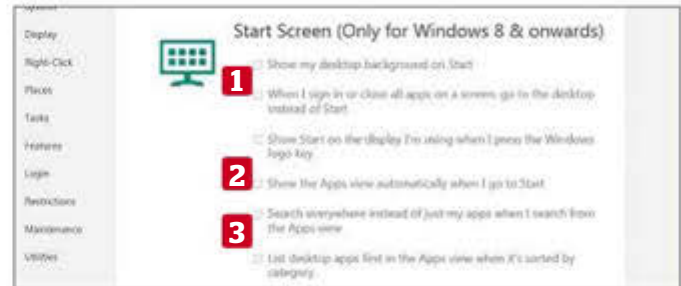 Start Screen (Only for Windows 8 & onwards)
Display
Right-Click
Places
Tasks
Features
Login
Restrictions
Maintenance
Utilities
1
Show my desktop background on Start
When I sign in or close all apps on a screen, go to the desktop
instead of Start
Show Start on the display I'm using when I press the Windows
logo key
2
Show the Apps view automatically when I go to Start
3
Search everywhere instead of just my apps when I search from
the Apps view
List desktop apps first in the Apps view when it's sorted by
category